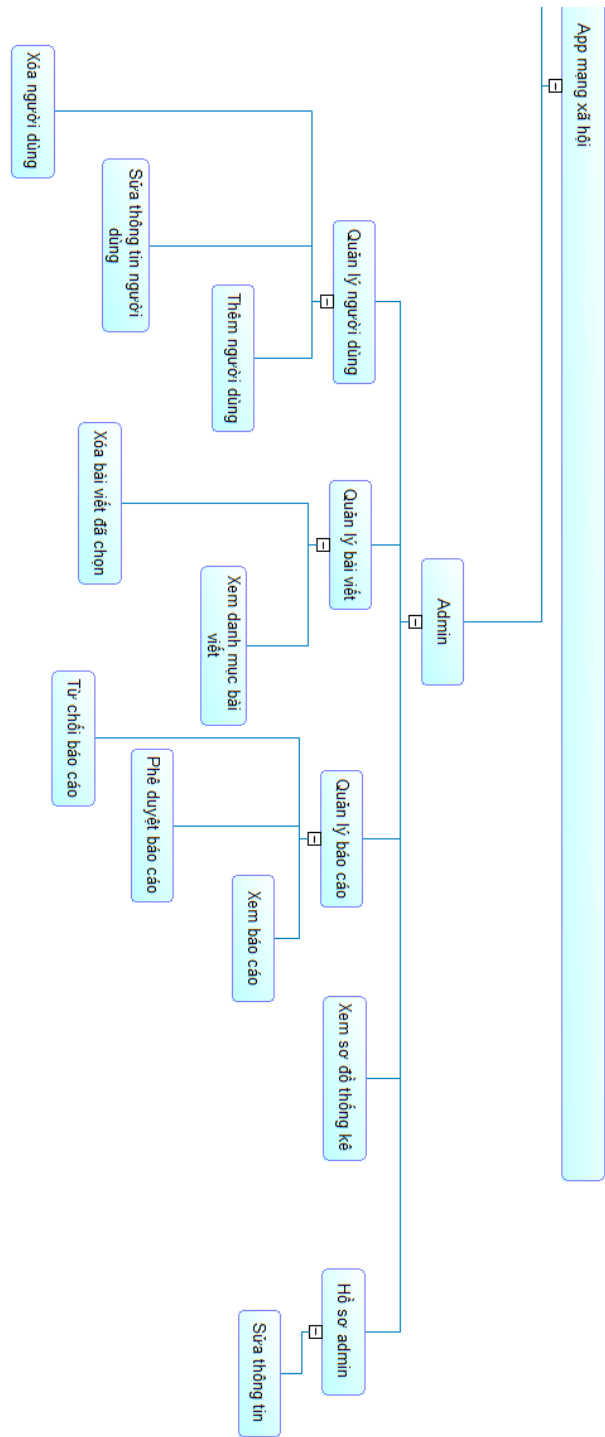 App mạng xã hội
Admin
Quản lý người dùng
Xóa người dùng
Sửa thông tin người
dùng
Thêm người dùng
Quản lý bài viết
Xóa bài viết đã chọn
Xem danh mục bài
viết
Quản lý báo cáo
Từ chối báo cáo
Phê duyệt báo cáo
Xem báo cáo
Xem sơ đồ thống kê
Hồ sơ admin
Sửa thông tin